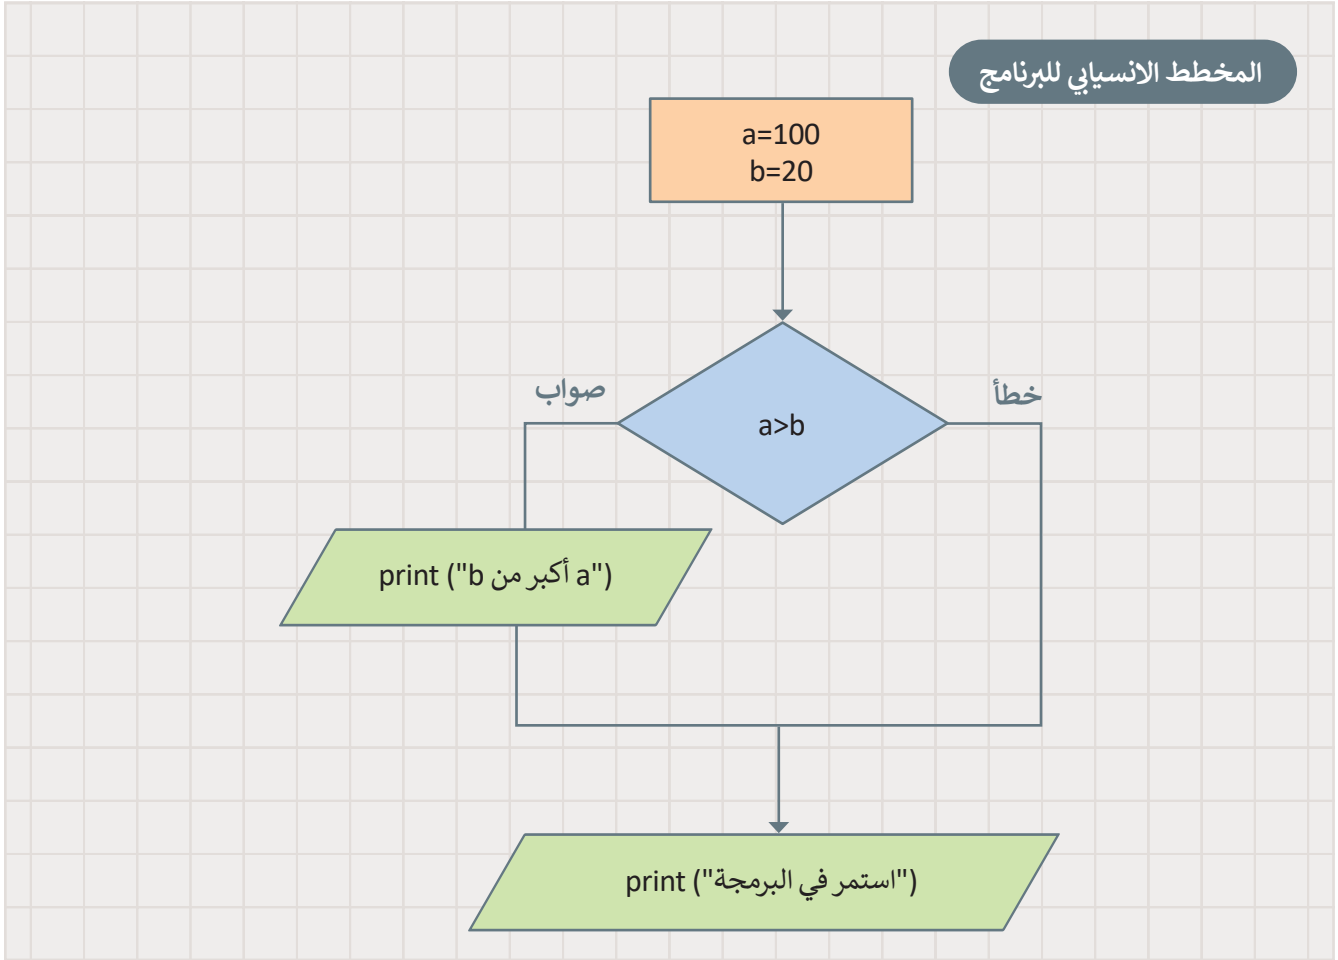 المخطط الانسيابي للبرنامج
a=100
b=20
صواب
خطأ
a>b
print ("a أكبر من b")
print ("استمر في البرمجة")